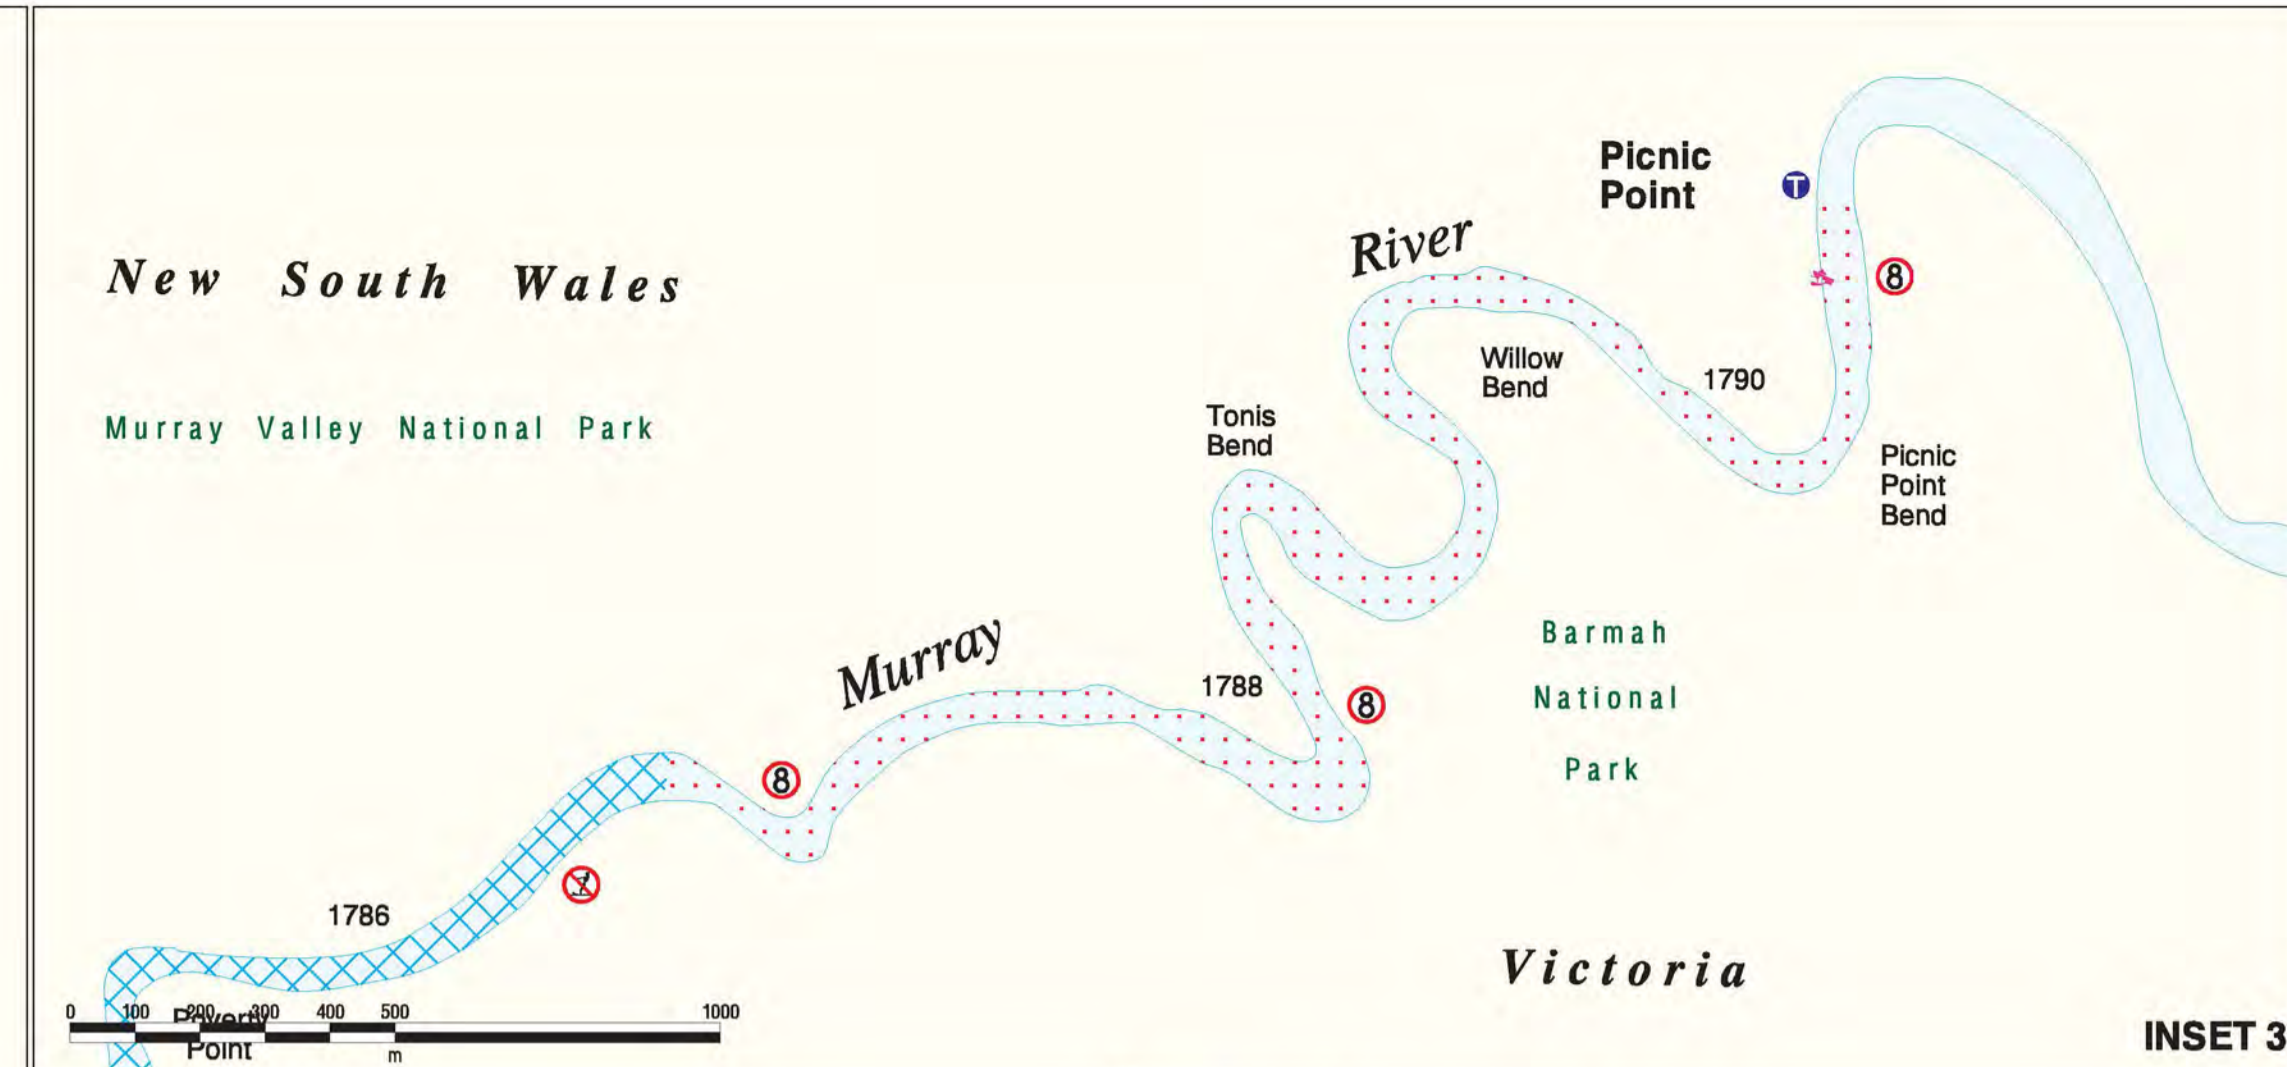 Picnic
Point
T
River
New South Wales
8
Willow
Bend
1790
Tonis
Bend
Murray Valley National Park
Picnic
Point
Bend
Murray
Barmah
National
Park
1788
8
8
1786
Victoria
0 100 200 300 400 500 1000
m
Poverty
Point
INSET 3